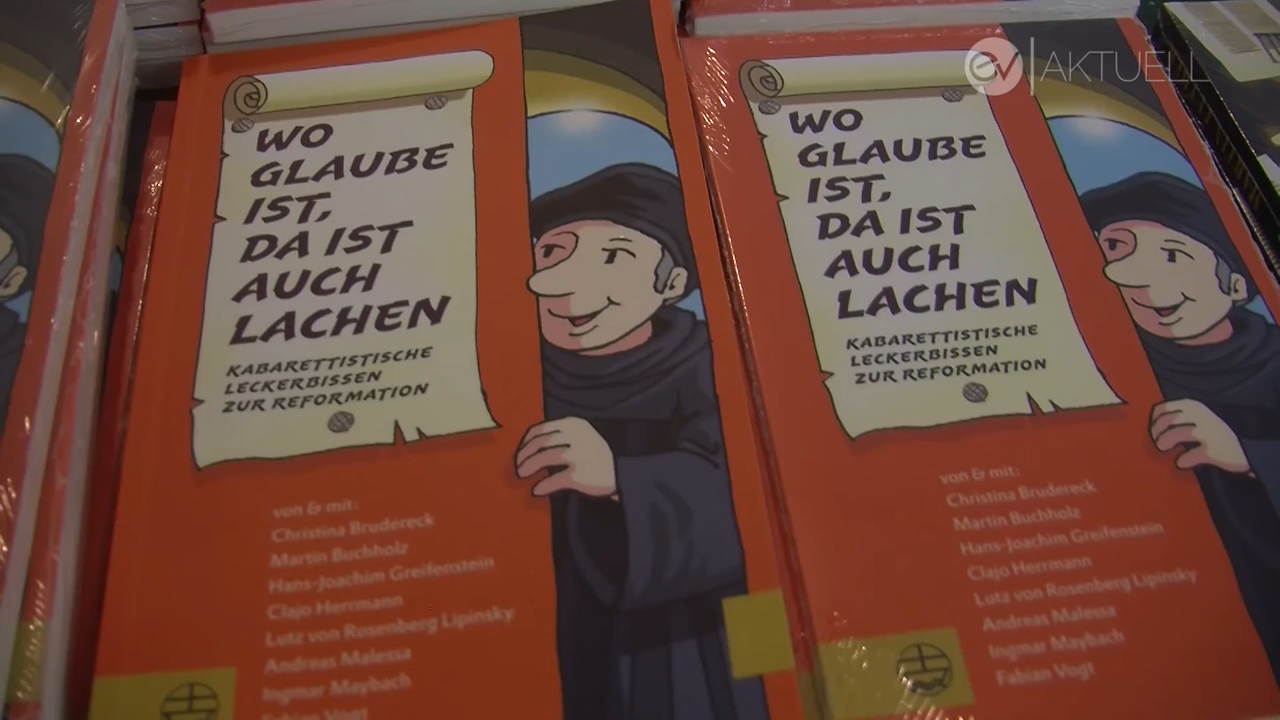 ev AKTUELL
WO
GLAUBE
IST,
DA IST
AUCH
LACHEN
KABARETTISTISCHE
LECKERBISSEN
ZUR REFORMATION
von & mit:
Christina Brudereck
Martin Buchholz
Hans-Joachim Greifenstein
Clajo Herrmann
Lutz von Rosenberg Lipinsky
Andreas Malessa
Ingmar Maybach
Fabian Vogt
WO
GLAUBE
IST,
DA IST
AUCH
LACHEN
KABARETTISTISCHE
LECKERBISSEN
ZUR REFORMATION
von & mit:
Christina Brudereck
Martin Buchholz
Hans-Joachim Greifenstein
Clajo Herrmann
Lutz von Rosenberg Lipinsky
Andreas Malessa
Ingmar Maybach
Fabian Vogt